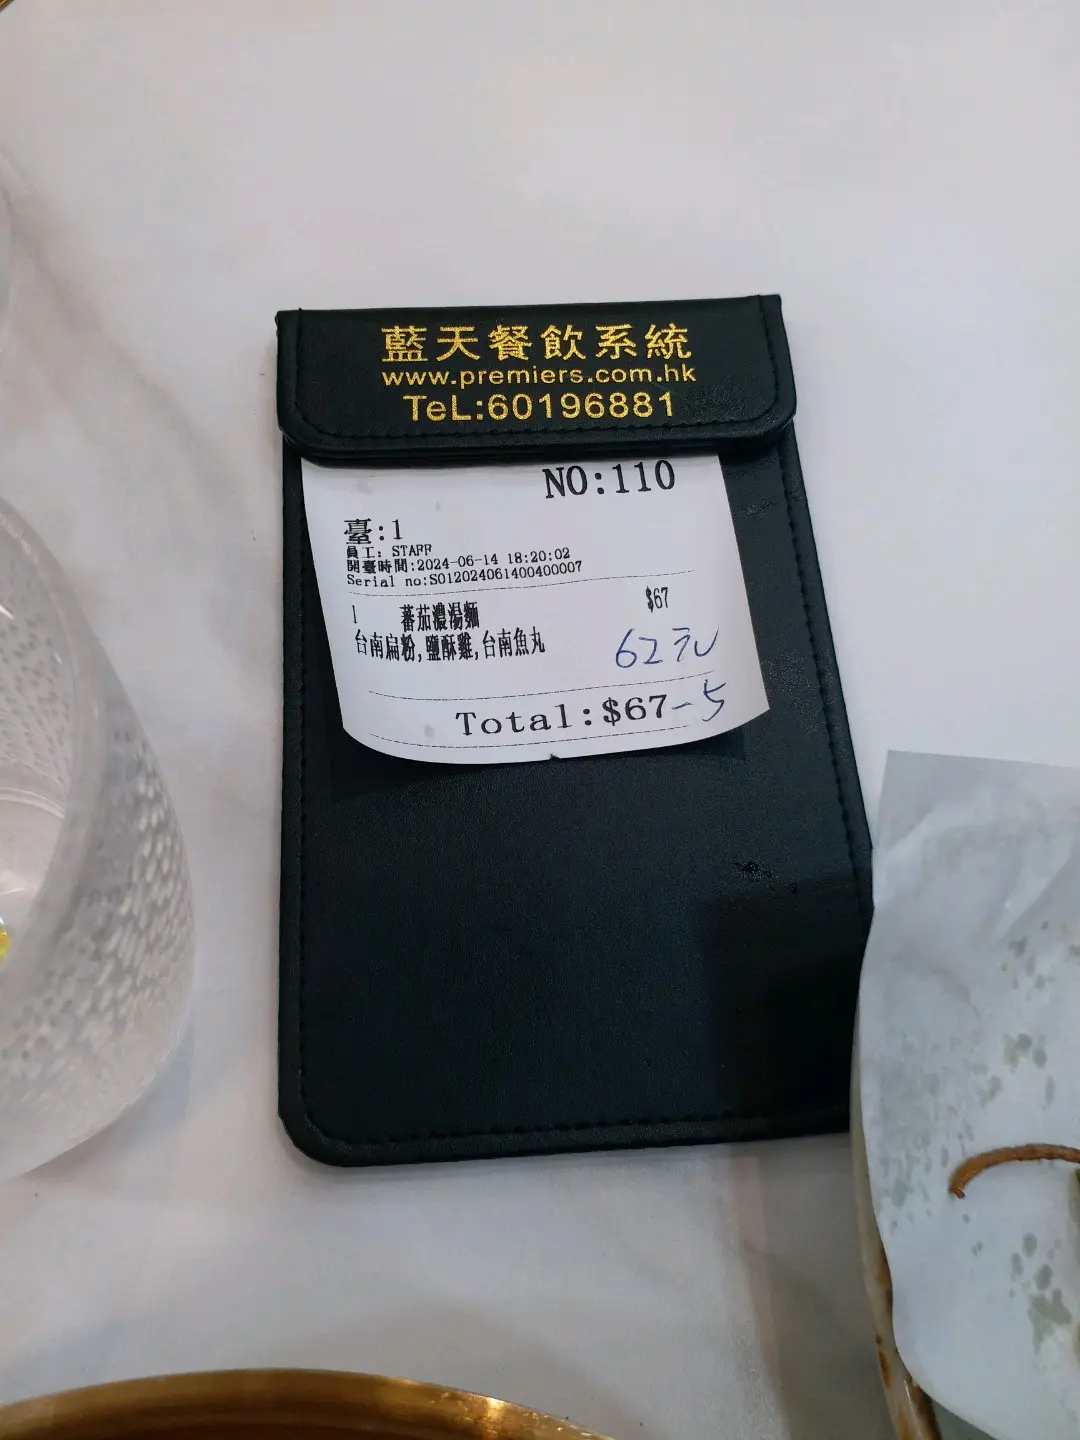 藍天餐飲系統
www.premiers.com.hk
TeL:60196881
NO:110
臺:1
員工: STAFF
開臺時間:2024-06-14 18:20:02
Serial no:S012024061400400007
1 蕃茄濃湯麵 $67
台南扁粉,鹽酥雞,台南魚丸
62元
Total:$67-5